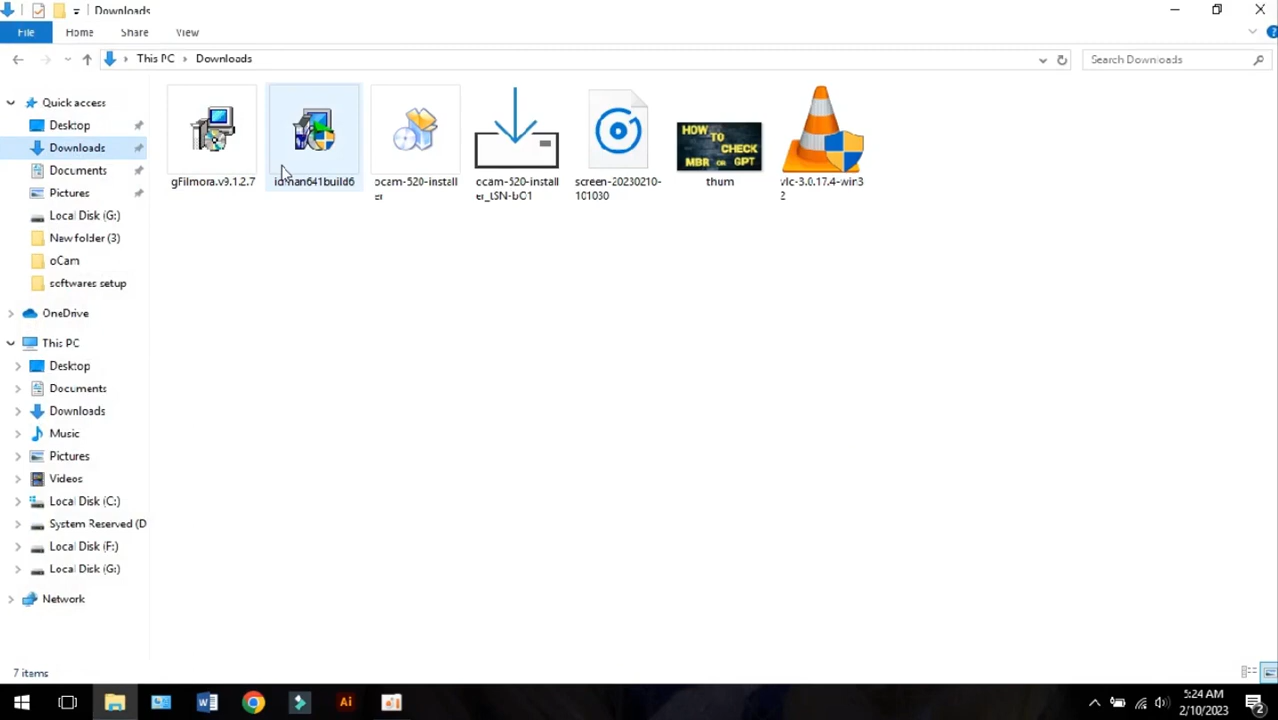 Downloads
File Home Share View
This PC Downloads Search Downloads
Quick access
Desktop
Downloads
Documents
Pictures
Local Disk (G:)
New folder (3)
oCam
softwares setup
OneDrive
This PC
Desktop
Documents
Downloads
Music
Pictures
Videos
Local Disk (C:)
System Reserved (D
Local Disk (F:)
Local Disk (G:)
Network
HOW
TO
CHECK
MBR OR GPT
gFilmora.v9.1.2.7
ocam-520-install
er
ocam-520-install
er_tSN-bO1
screen-20230210-
101030
thum
vlc-3.0.17.4-win3
2
7 items
W
Ai
5:24 AM
2/10/2023
2